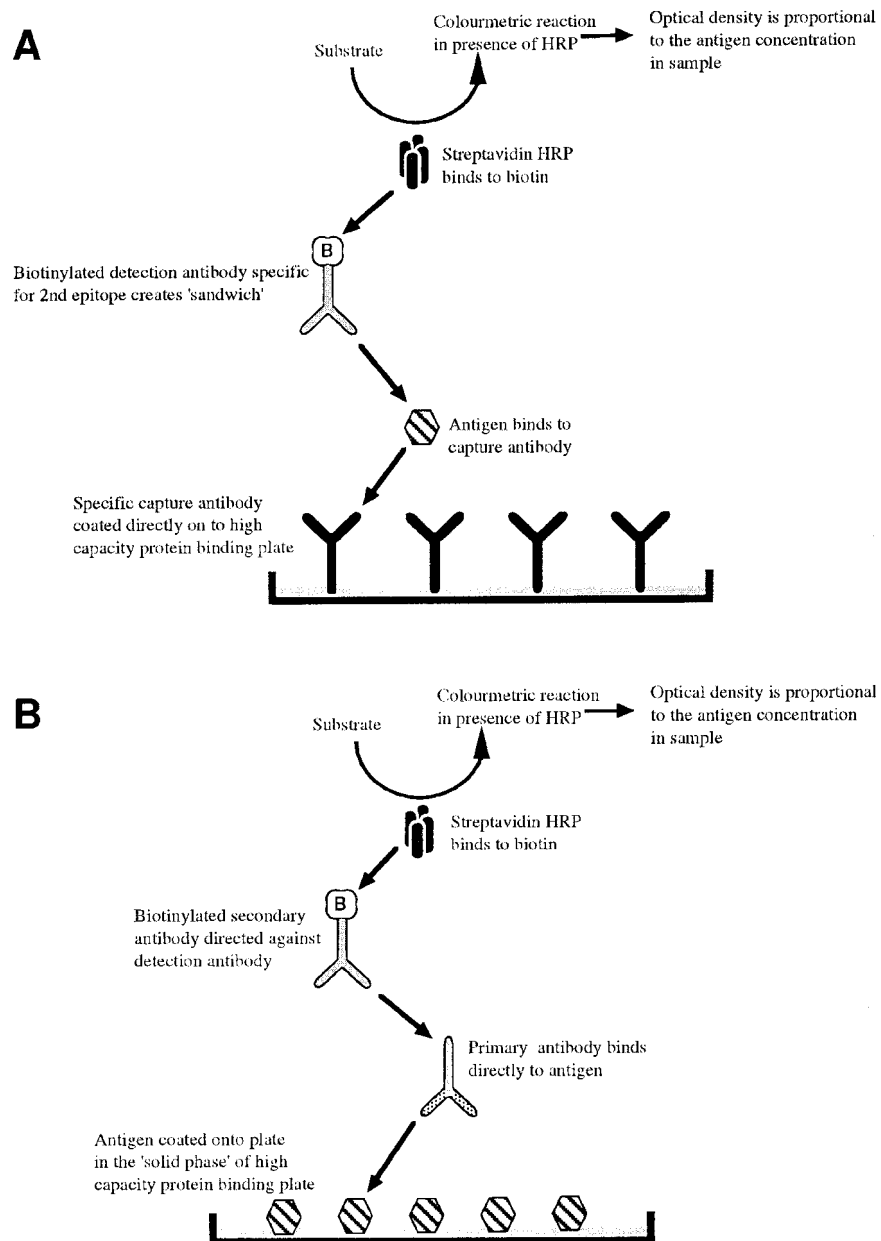 A
Substrate
Colourmetric reaction
in presence of HRP
Optical density is proportional
to the antigen concentration
in sample
Streptavidin HRP
binds to biotin
B
Biotinylated detection antibody specific
for 2nd epitope creates 'sandwich'
Antigen binds to
capture antibody
Specific capture antibody
coated directly on to high
capacity protein binding plate
B
Substrate
Colourmetric reaction
in presence of HRP
Optical density is proportional
to the antigen concentration
in sample
Streptavidin HRP
binds to biotin
B
Biotinylated secondary
antibody directed against
detection antibody
Primary antibody binds
directly to antigen
Antigen coated onto plate
in the 'solid phase' of high
capacity protein binding plate